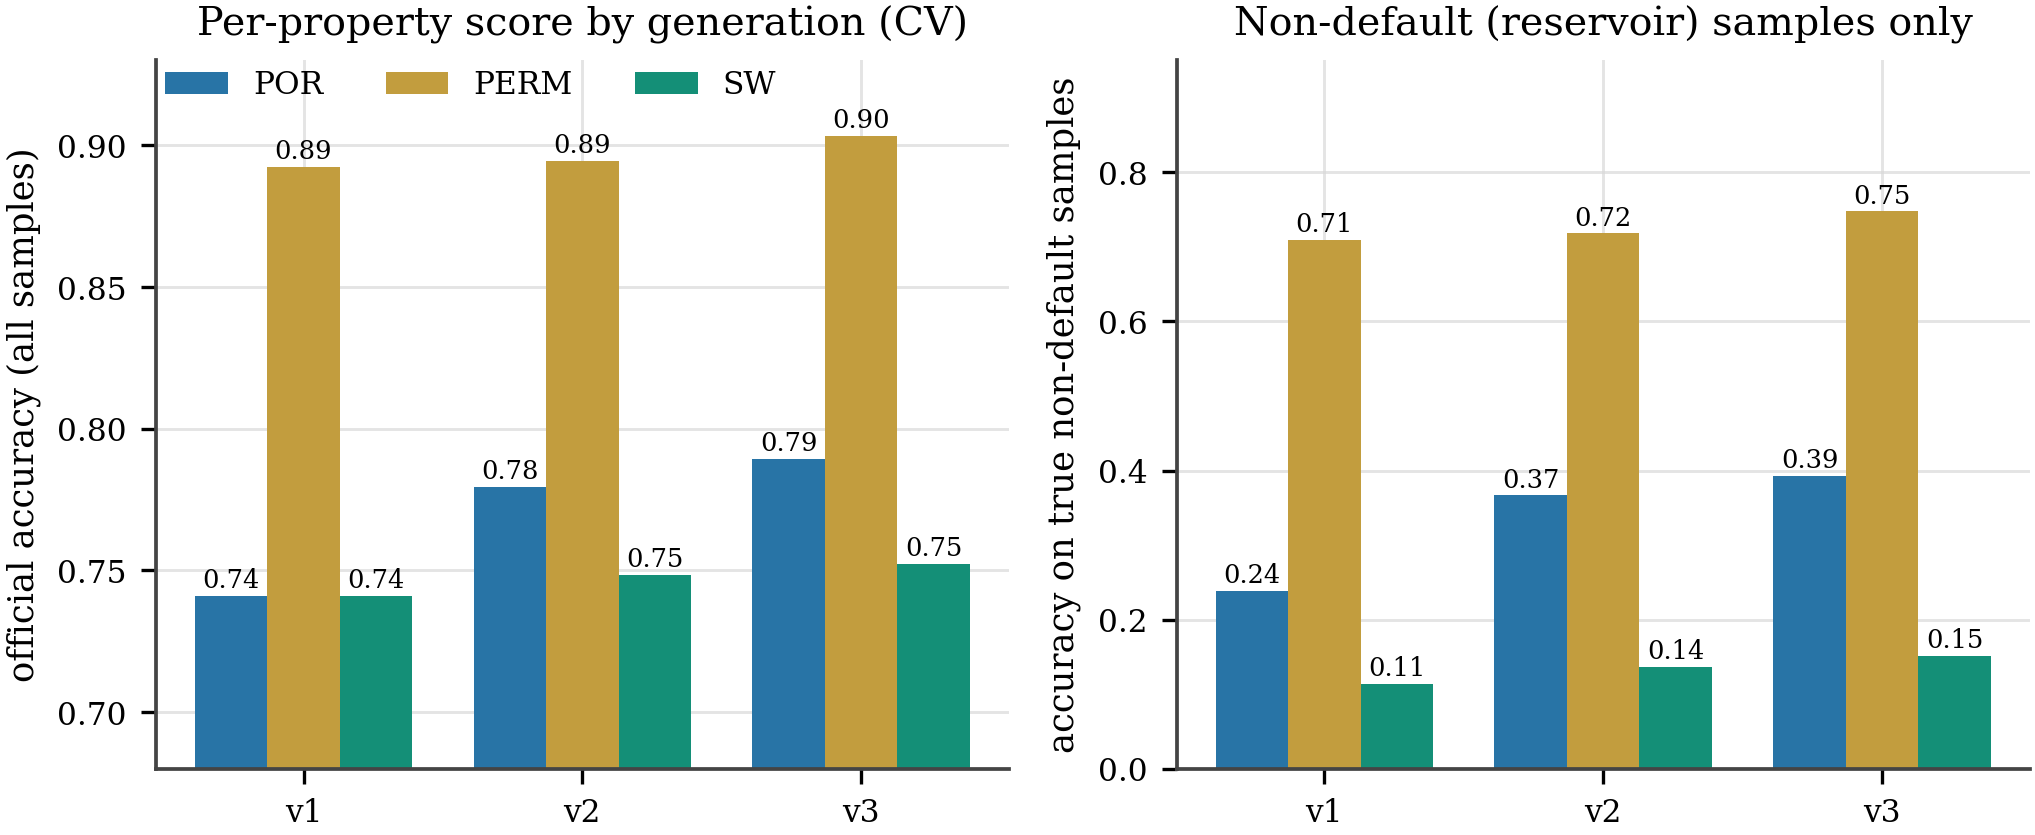 Per-property score by generation (CV)
POR PERM SW
official accuracy (all samples)
0.90
0.85
0.80
0.75
0.70
0.74 0.89 0.74
0.78 0.89 0.75
0.79 0.90 0.75
v1 v2 v3
Non-default (reservoir) samples only
accuracy on true non-default samples
0.8
0.6
0.4
0.2
0.0
0.24 0.71 0.11
0.37 0.72 0.14
0.39 0.75 0.15
v1 v2 v3